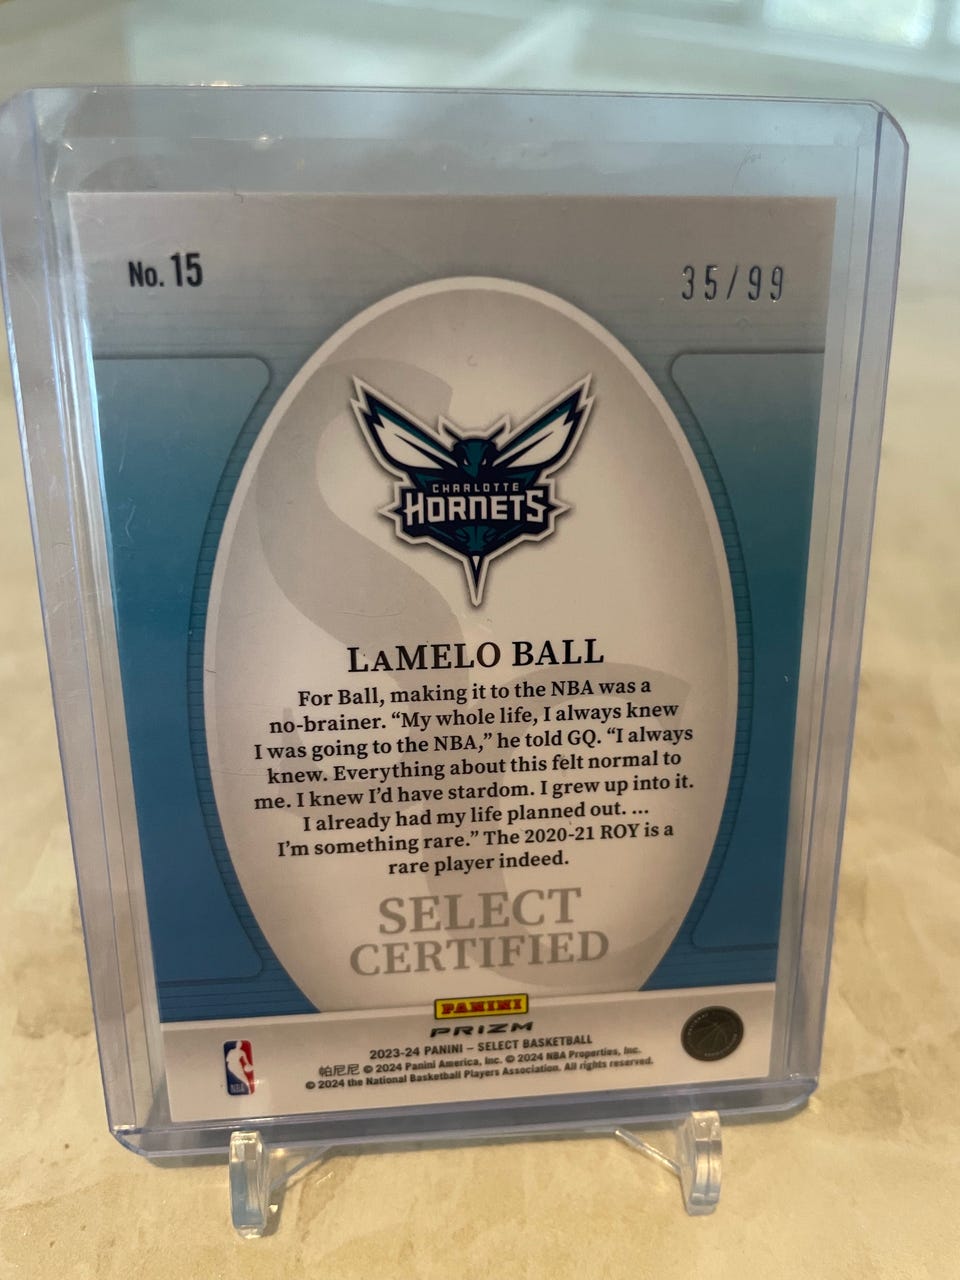 No. 15
35/99
CHARLOTTE
HORNETS
LaMELO BALL
For Ball, making it to the NBA was a
no-brainer. “My whole life, I always knew
I was going to the NBA,” he told GQ. “I always
knew. Everything about this felt normal to
me. I knew I’d have stardom. I grew up into it.
I already had my life planned out. ...
I’m something rare.” The 2020-21 ROY is a
rare player indeed.
SELECT
CERTIFIED
PANINI
PRIZM
2023-24 PANINI – SELECT BASKETBALL
帕尼尼 © 2024 Panini America, Inc. © 2024 NBA Properties, Inc.
© 2024 the National Basketball Players Association. All rights reserved.
NBA